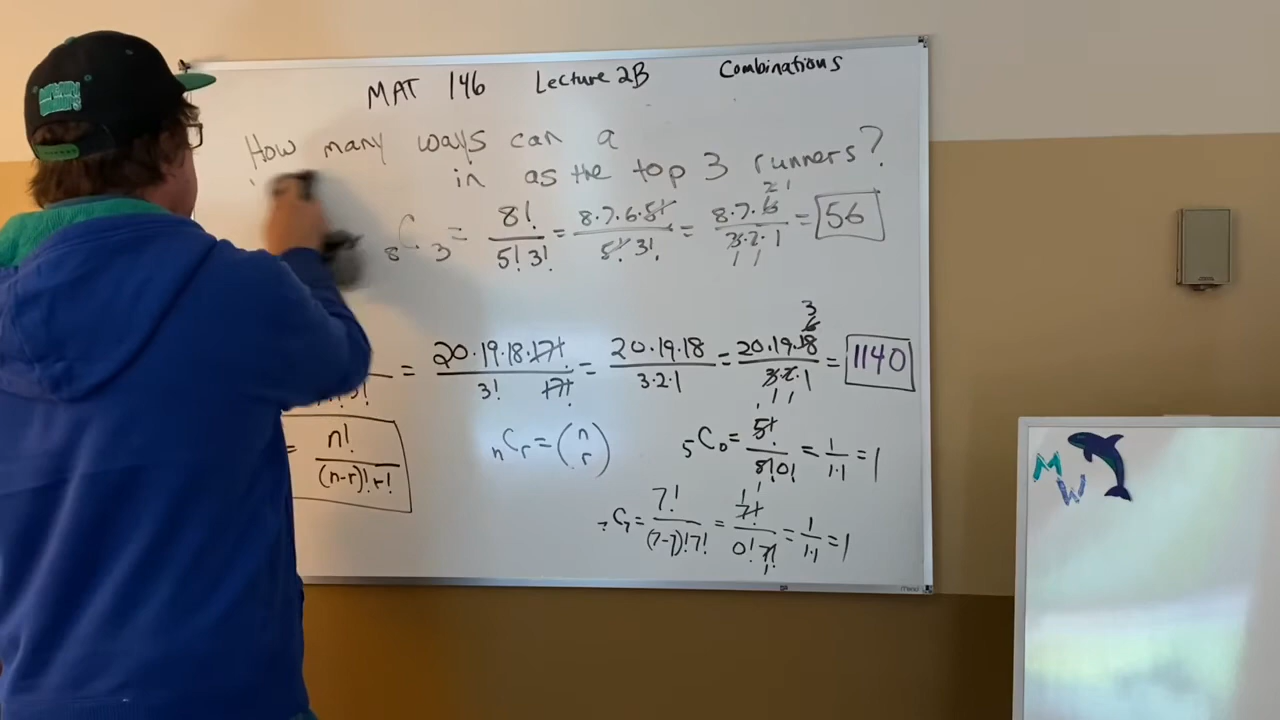 MAT 146 Lecture 2B Combinations
How many ways can a
in as the top 3 runners?
₈C₃ = 8!/(5!3!) = 8·7·6·5!/(5!·3!) = 8·7·6/(3·2·1) = 56
= 20·19·18·17!/(3! 17!) = 20·19·18/(3·2·1) = 20·19·18/(3·2·1) = 1140
= n!/((n-r)!·r!)
ₙCᵣ = (n r)
₅C₀ = 5!/(5!0!) = 1/(1·1) = 1
₇C₇ = 7!/((7-7)!7!) = 7!/(0!7!) = 1/(1·1) = 1
M
W